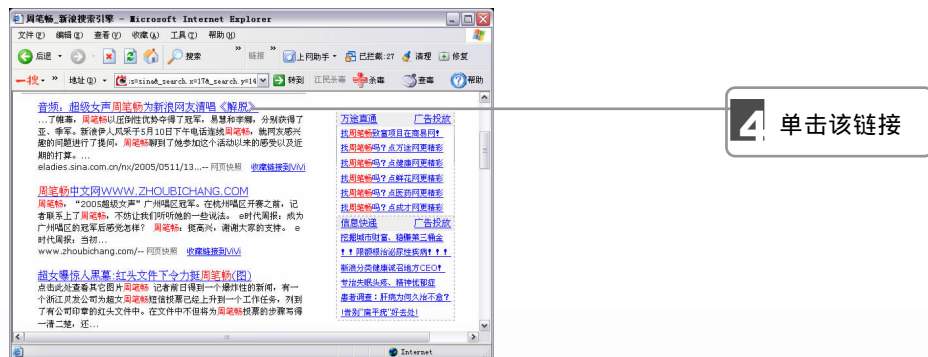 周笔畅_新浪搜索引擎 - Microsoft Internet Explorer
文件(F) 编辑(E) 查看(V) 收藏(A) 工具(T) 帮助(H)
后退 搜索 » 链接 » 上网助手 已拦截:27 清理 修复
一搜 » 地址(D) :s=sina&_search.x=17&_search.y=14 转到 江民杀毒 杀毒 查毒 帮助
音频: 超级女声周笔畅为新浪网友清唱《解脱》
...了帷幕, 周笔畅以压倒性优势夺得了冠军, 易慧和李娜, 分别获得了
亚、季军。新浪伊人风采于5月10日下午电话连线周笔畅, 就网友感兴
趣的问题进行了提问, 周笔畅聊到了她参加这个活动以来的感受以及近
期的打算。...
eladies.sina.com.cn/nx/2005/0511/13...-- 网页快照 收藏链接到ViVi
周笔畅中文网WWW.ZHOUBICHANG.COM
周笔畅, “2005超级女声”广州唱区冠军。在杭州唱区开赛之前, 记
者联系上了周笔畅, 不妨让我们听听她的一些说法。 e时代周报: 成为
广州唱区的冠军后感觉怎样? 周笔畅: 挺高兴, 谢谢大家的支持。 e
时代周报: 当初...
www.zhoubichang.com/-- 网页快照 收藏链接到ViVi
超女曝惊人黑幕:红头文件下令力挺周笔畅(图)
点击此处查看其它图片周笔畅 记者前日得到一个爆炸性的新闻, 有一
个浙江贝发公司为超女周笔畅短信投票已经上升到一个工作任务, 列到
了有公司印章的红头文件中。在文件中不但将为周笔畅投票的步骤写得
一清二楚, 还...
万途直通 广告投放
找周笔畅致富项目在商易网!
找周笔畅吗?点万途网更精彩
找周笔畅吗?点健康网更精彩
找周笔畅吗?点鲜花网更精彩
找周笔畅吗?点医药网更精彩
找周笔畅吗?点成才网更精彩
信息快递 广告投放
挖掘城市财富、稳赚第三桶金
新浪分类健康诚召地方CEO!
专治失眠头疼、精神忧郁症
患者调查:肝病为何久治不愈?
!告别"扁平疣"好去处!
Internet
4 单击该链接